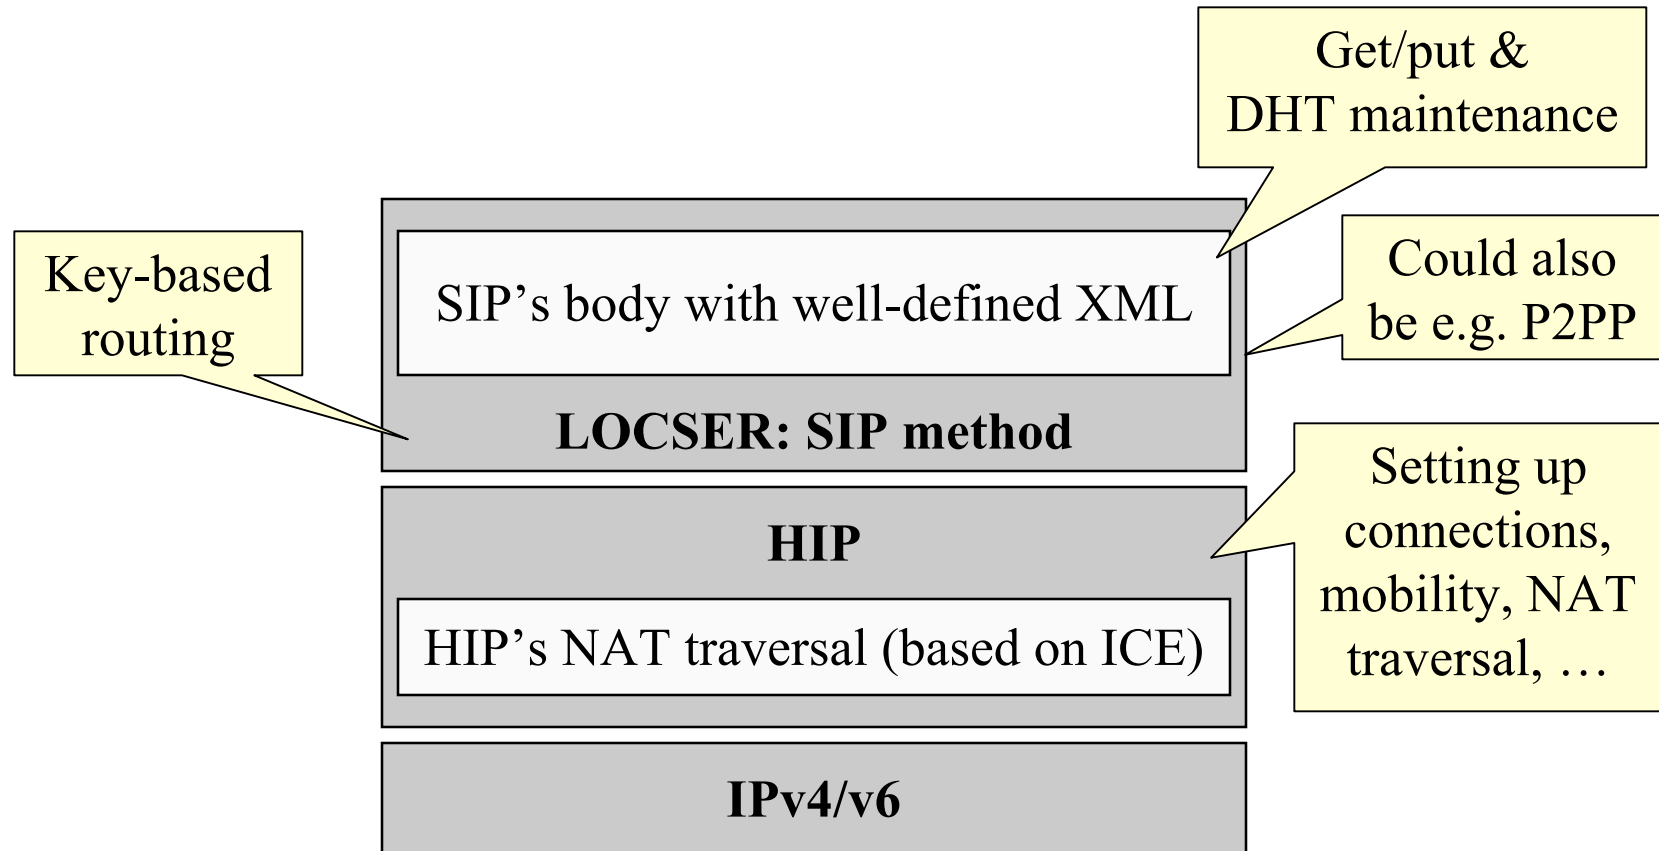 Get/put &
DHT maintenance
Key-based
routing
SIP’s body with well-defined XML
Could also
be e.g. P2PP
LOCSER: SIP method
Setting up
connections,
mobility, NAT
traversal, …
HIP
HIP’s NAT traversal (based on ICE)
IPv4/v6